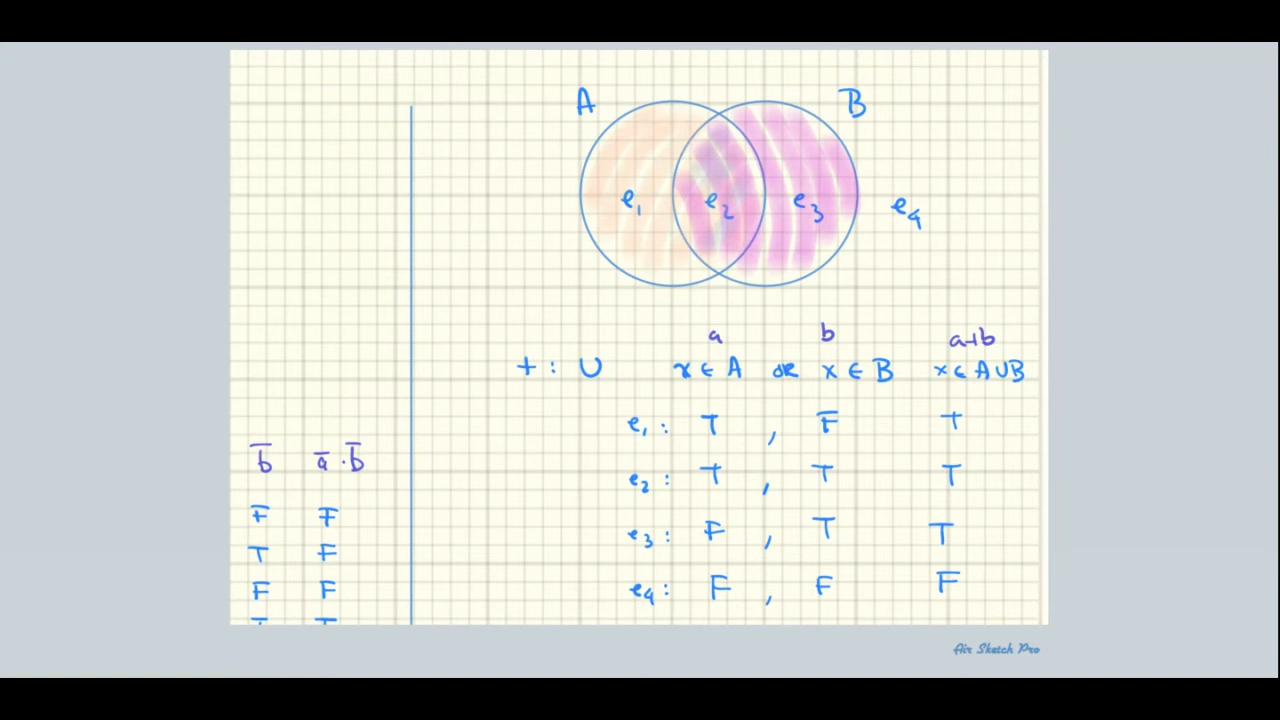 A B
e₁ e₂ e₃ e₄
a b a+b
+ : ∪ x ∈ A or x ∈ B x ∈ A∪B
e₁ : T , F T
e₂ : T , T T
e₃ : F , T T
e₄ : F , F F
b̅ a̅ · b̅
F F
T F
F F
T T
Air Sketch Pro